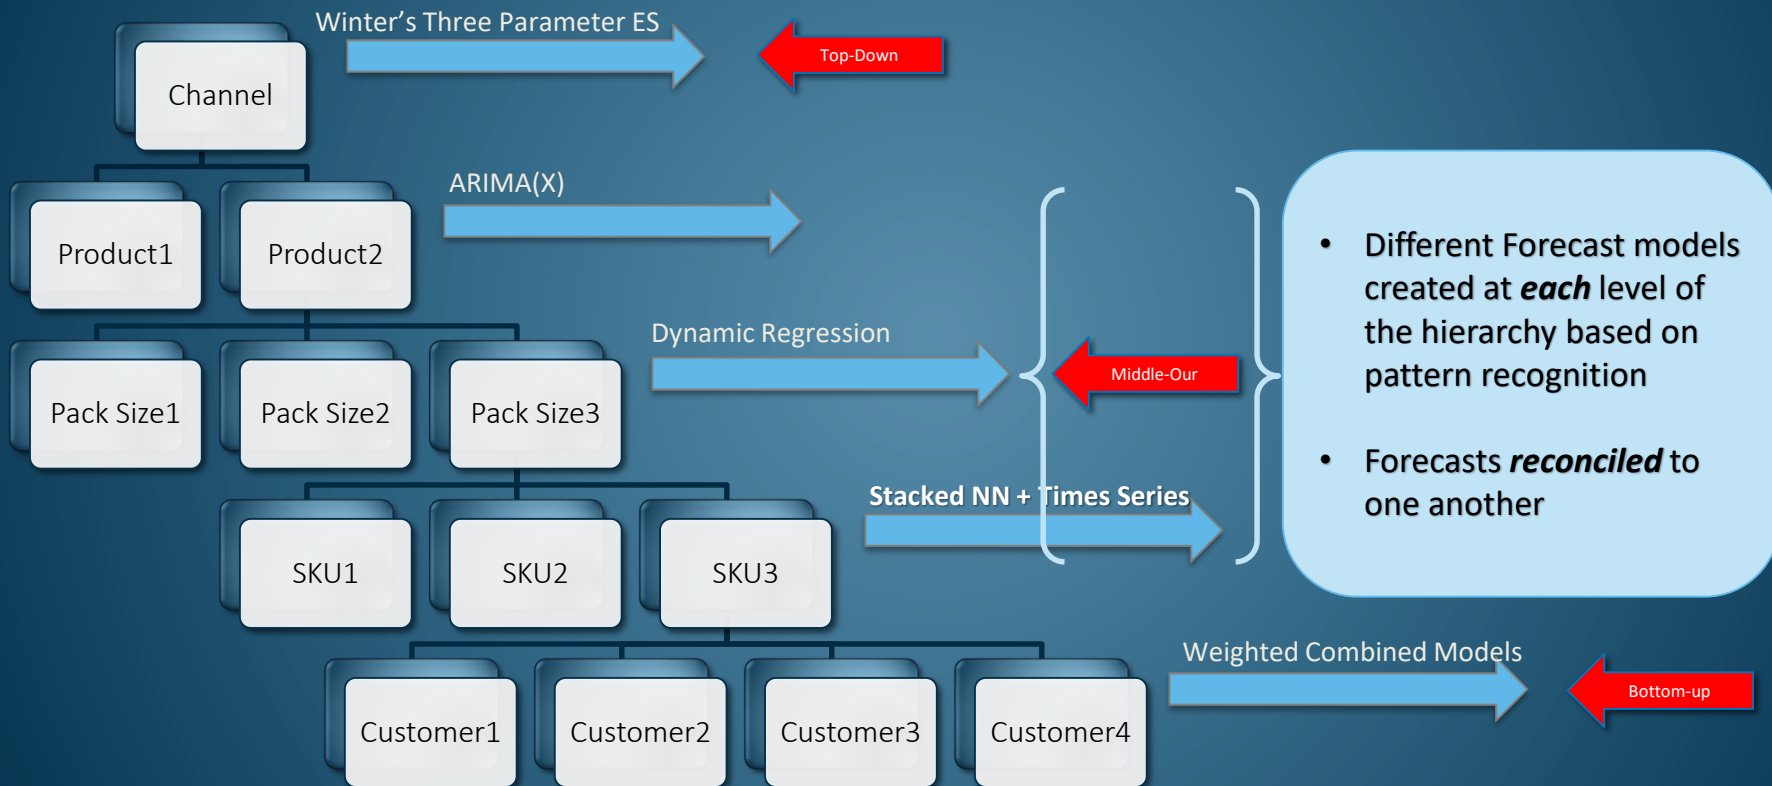 Winter's Three Parameter ES
Top-Down
Channel
ARIMA(X)
Product1
Product2
Dynamic Regression
Middle-Our
Pack Size1
Pack Size2
Pack Size3
Stacked NN + Times Series
SKU1
SKU2
SKU3
Weighted Combined Models
Bottom-up
Customer1
Customer2
Customer3
Customer4
• Different Forecast models
created at each level of
the hierarchy based on
pattern recognition
• Forecasts reconciled to
one another